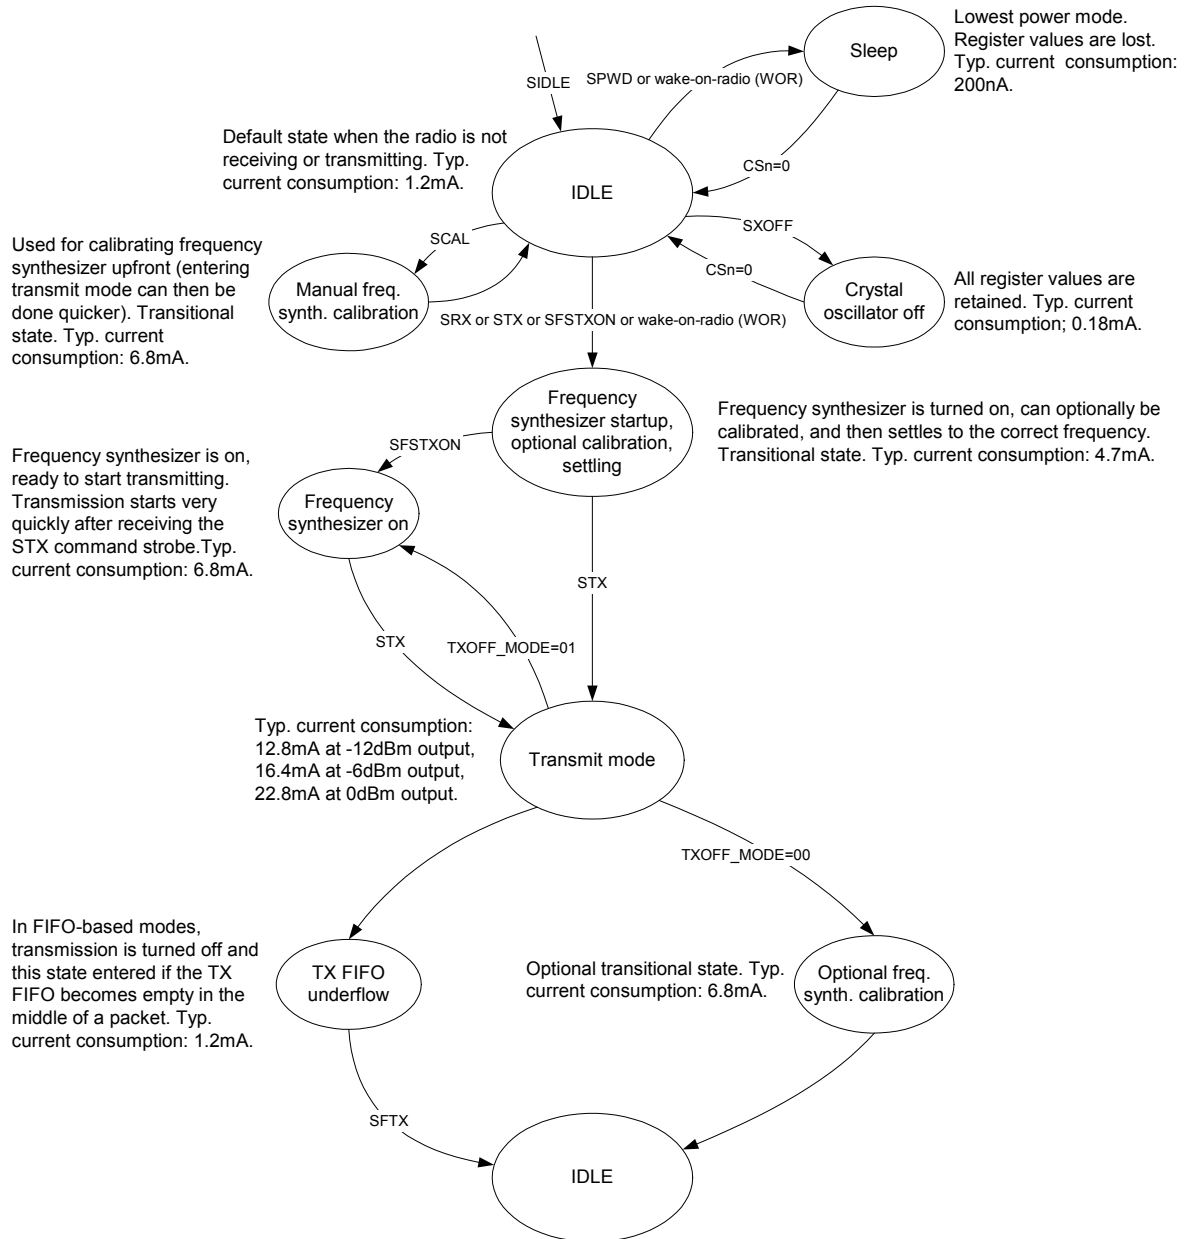 Lowest power mode.
Register values are lost.
Typ. current  consumption:
200nA.
Sleep
SPWD or wake-on-radio (WOR)
SIDLE
Default state when the radio is not
receiving or transmitting. Typ.
current consumption: 1.2mA.
CSn=0
IDLE
SXOFF
SCAL
CSn=0
Used for calibrating frequency
synthesizer upfront (entering
transmit mode can then be
done quicker). Transitional
state. Typ. current
consumption: 6.8mA.
Manual freq.
synth. calibration
Crystal
oscillator off
All register values are
retained. Typ. current
consumption; 0.18mA.
SRX or STX or SFSTXON or wake-on-radio (WOR)
Frequency
synthesizer startup,
optional calibration,
settling
Frequency synthesizer is turned on, can optionally be
calibrated, and then settles to the correct frequency.
Transitional state. Typ. current consumption: 4.7mA.
SFSTXON
Frequency synthesizer is on,
ready to start transmitting.
Transmission starts very
quickly after receiving the
STX command strobe.Typ.
current consumption: 6.8mA.
Frequency
synthesizer on
STX
STX
TXOFF_MODE=01
Typ. current consumption:
12.8mA at -12dBm output,
16.4mA at -6dBm output,
22.8mA at 0dBm output.
Transmit mode
TXOFF_MODE=00
In FIFO-based modes,
transmission is turned off and
this state entered if the TX
FIFO becomes empty in the
middle of a packet. Typ.
current consumption: 1.2mA.
TX FIFO
underflow
Optional transitional state. Typ.
current consumption: 6.8mA.
Optional freq.
synth. calibration
SFTX
IDLE